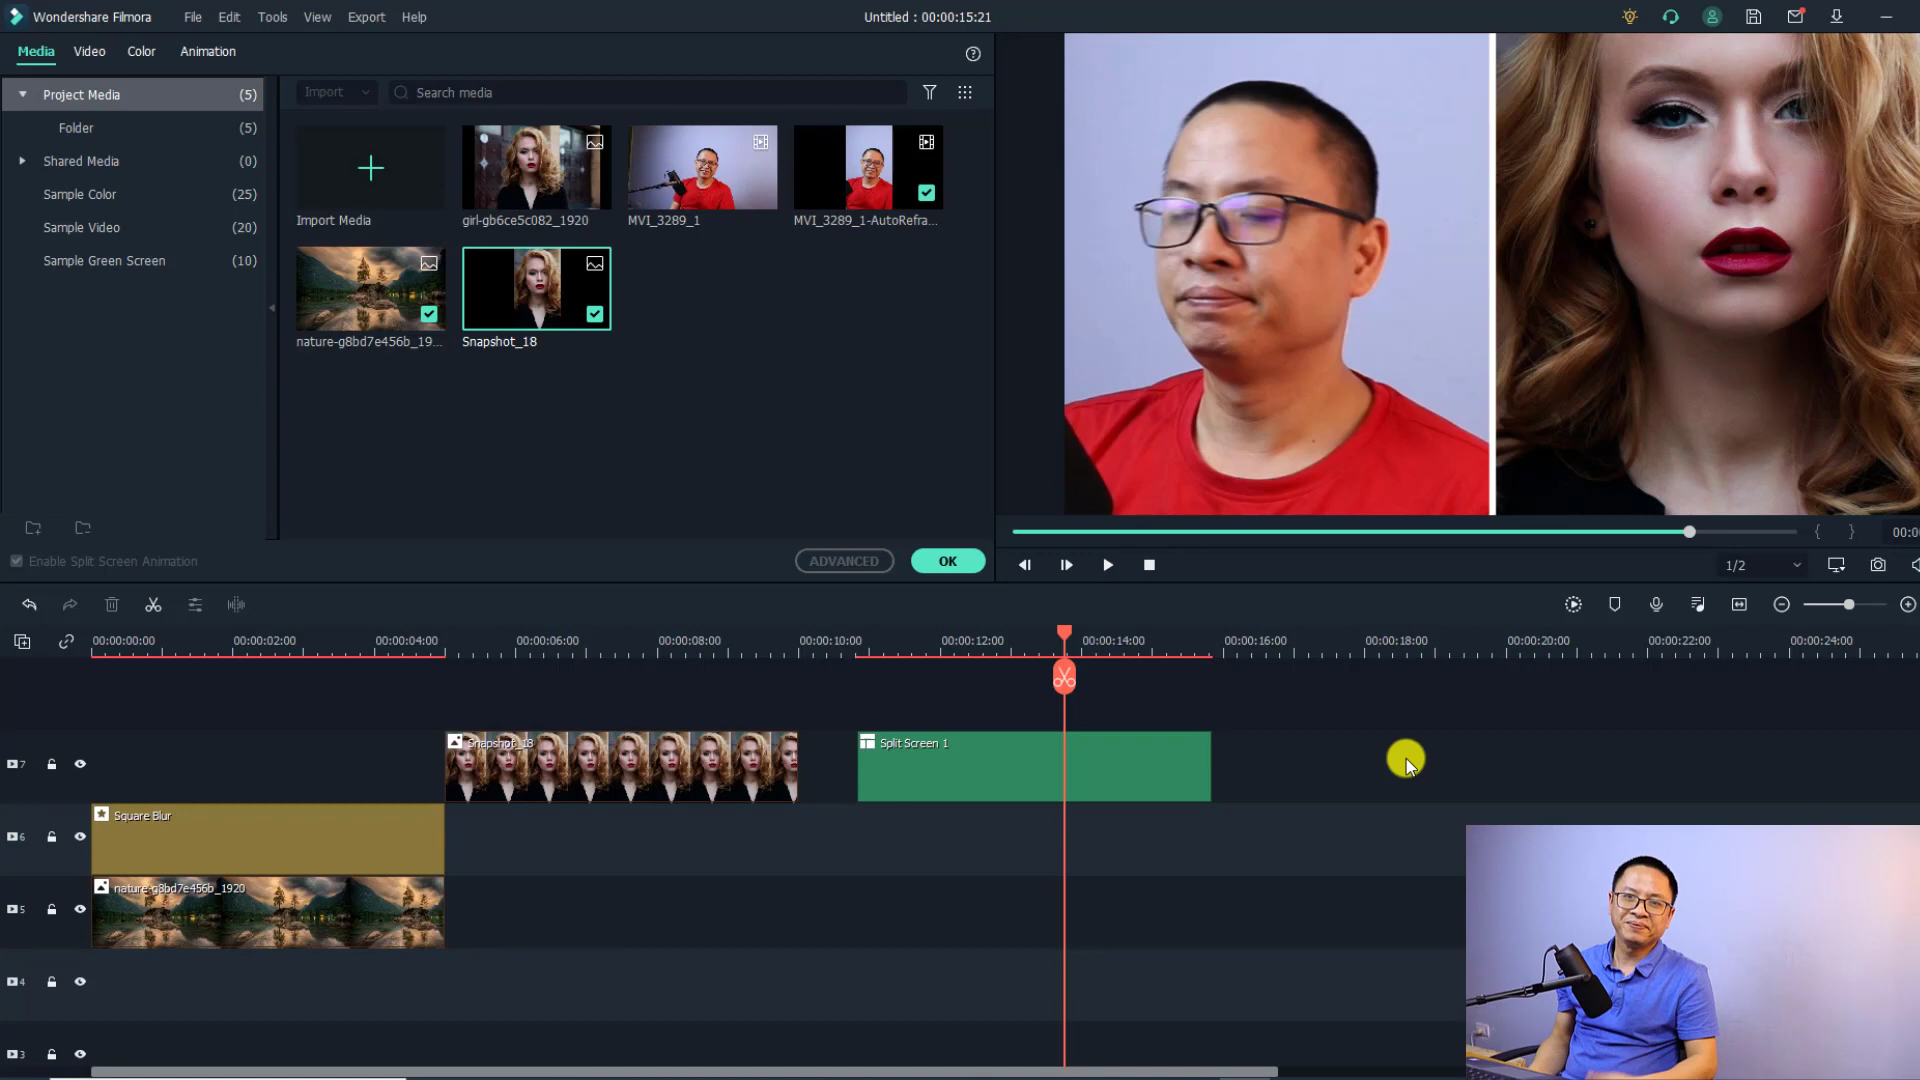 Wondershare Filmora File Edit Tools View Export Help Untitled : 00:00:15:21
Media Video Color Animation
Project Media (5)
Folder (5)
Shared Media (0)
Sample Color (25)
Sample Video (20)
Sample Green Screen (10)
Import Search media
Import Media girl-gb6ce5c082_1920 MVI_3289_1 MVI_3289_1-AutoRefra...
nature-g8bd7e456b_19... Snapshot_18
Enable Split Screen Animation ADVANCED OK
{ } 00:00
1/2
00:00:00:00 00:00:02:00 00:00:04:00 00:00:06:00 00:00:08:00 00:00:10:00 00:00:12:00 00:00:14:00 00:00:16:00 00:00:18:00 00:00:20:00 00:00:22:00 00:00:24:00
7 Snapshot_18 Split Screen 1
6 Square Blur
5 nature-g8bd7e456b_1920
4
3